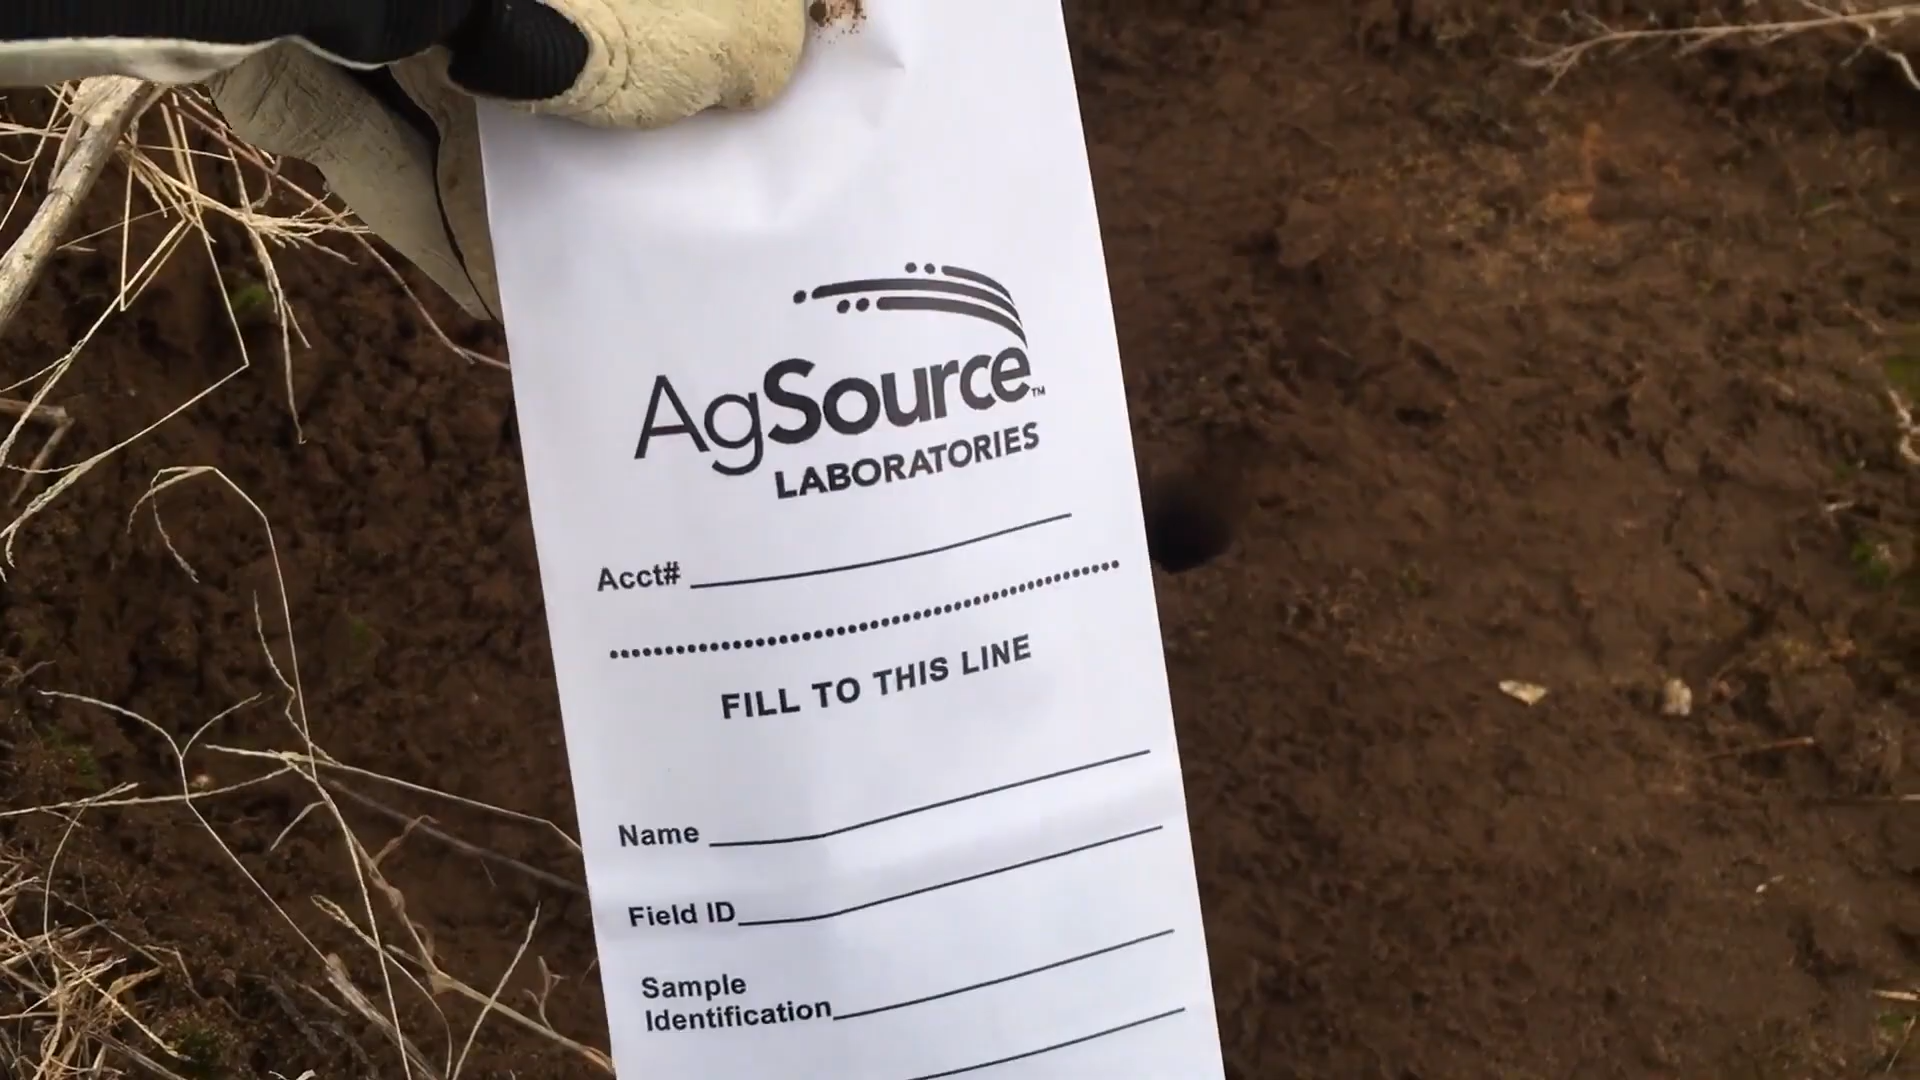 AgSource™
LABORATORIES
Acct#
FILL TO THIS LINE
Name
Field ID
Sample
Identification